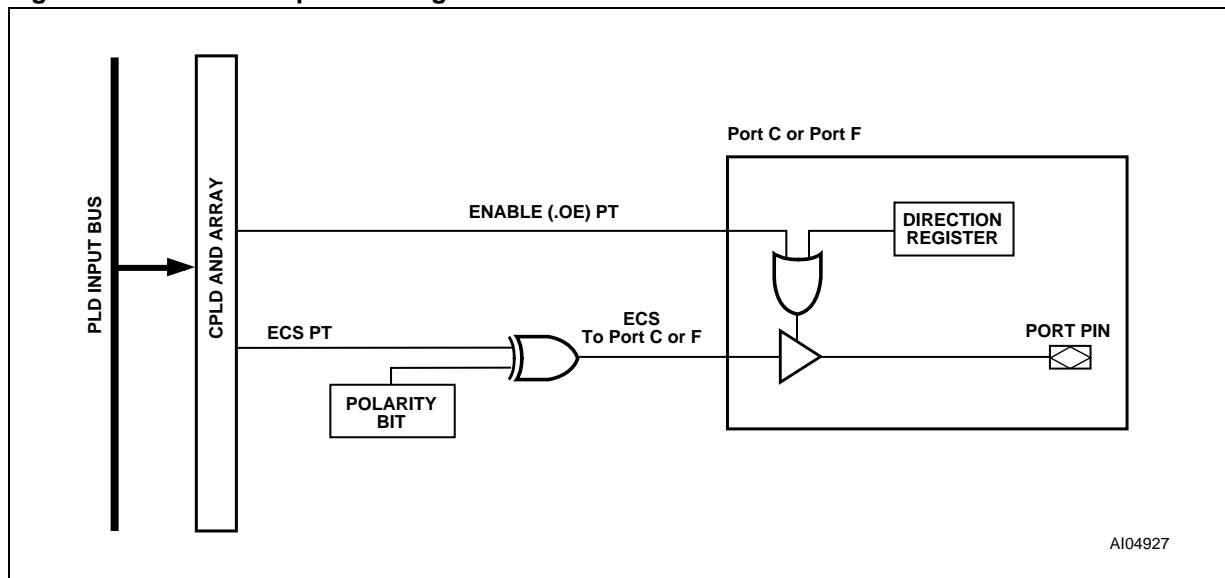 PLD INPUT BUS
CPLD AND ARRAY
ENABLE (.OE) PT
ECS PT
POLARITY
BIT
ECS
To Port C or F
Port C or Port F
DIRECTION
REGISTER
PORT PIN
AI04927